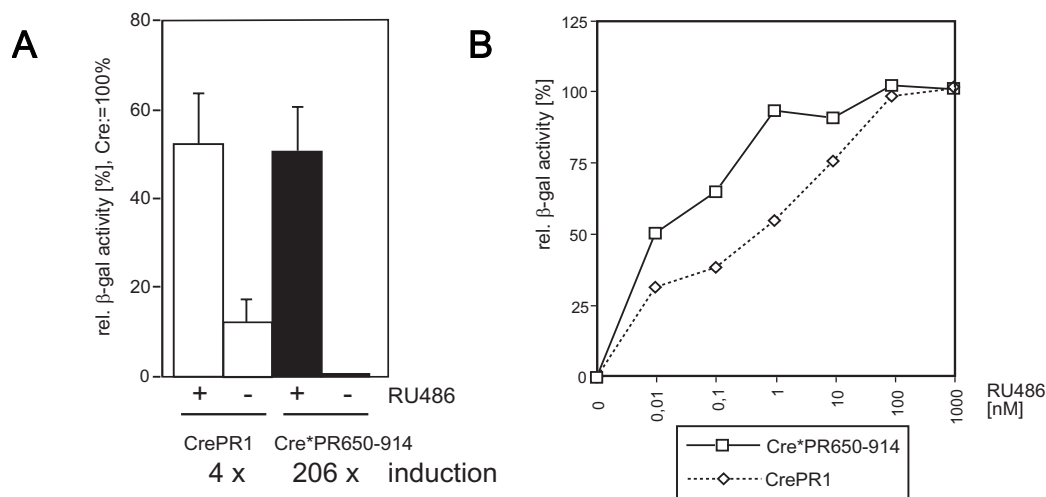 A
rel. β-gal activity [%], Cre:=100%
80
60
40
20
0
+ - + - RU486
CrePR1 Cre*PR650-914
4 x 206 x induction
B
rel. β-gal activity [%]
125
100
75
50
25
0
0 0,01 0,1 1 10 100 1000
RU486
[nM]
Cre*PR650-914
CrePR1